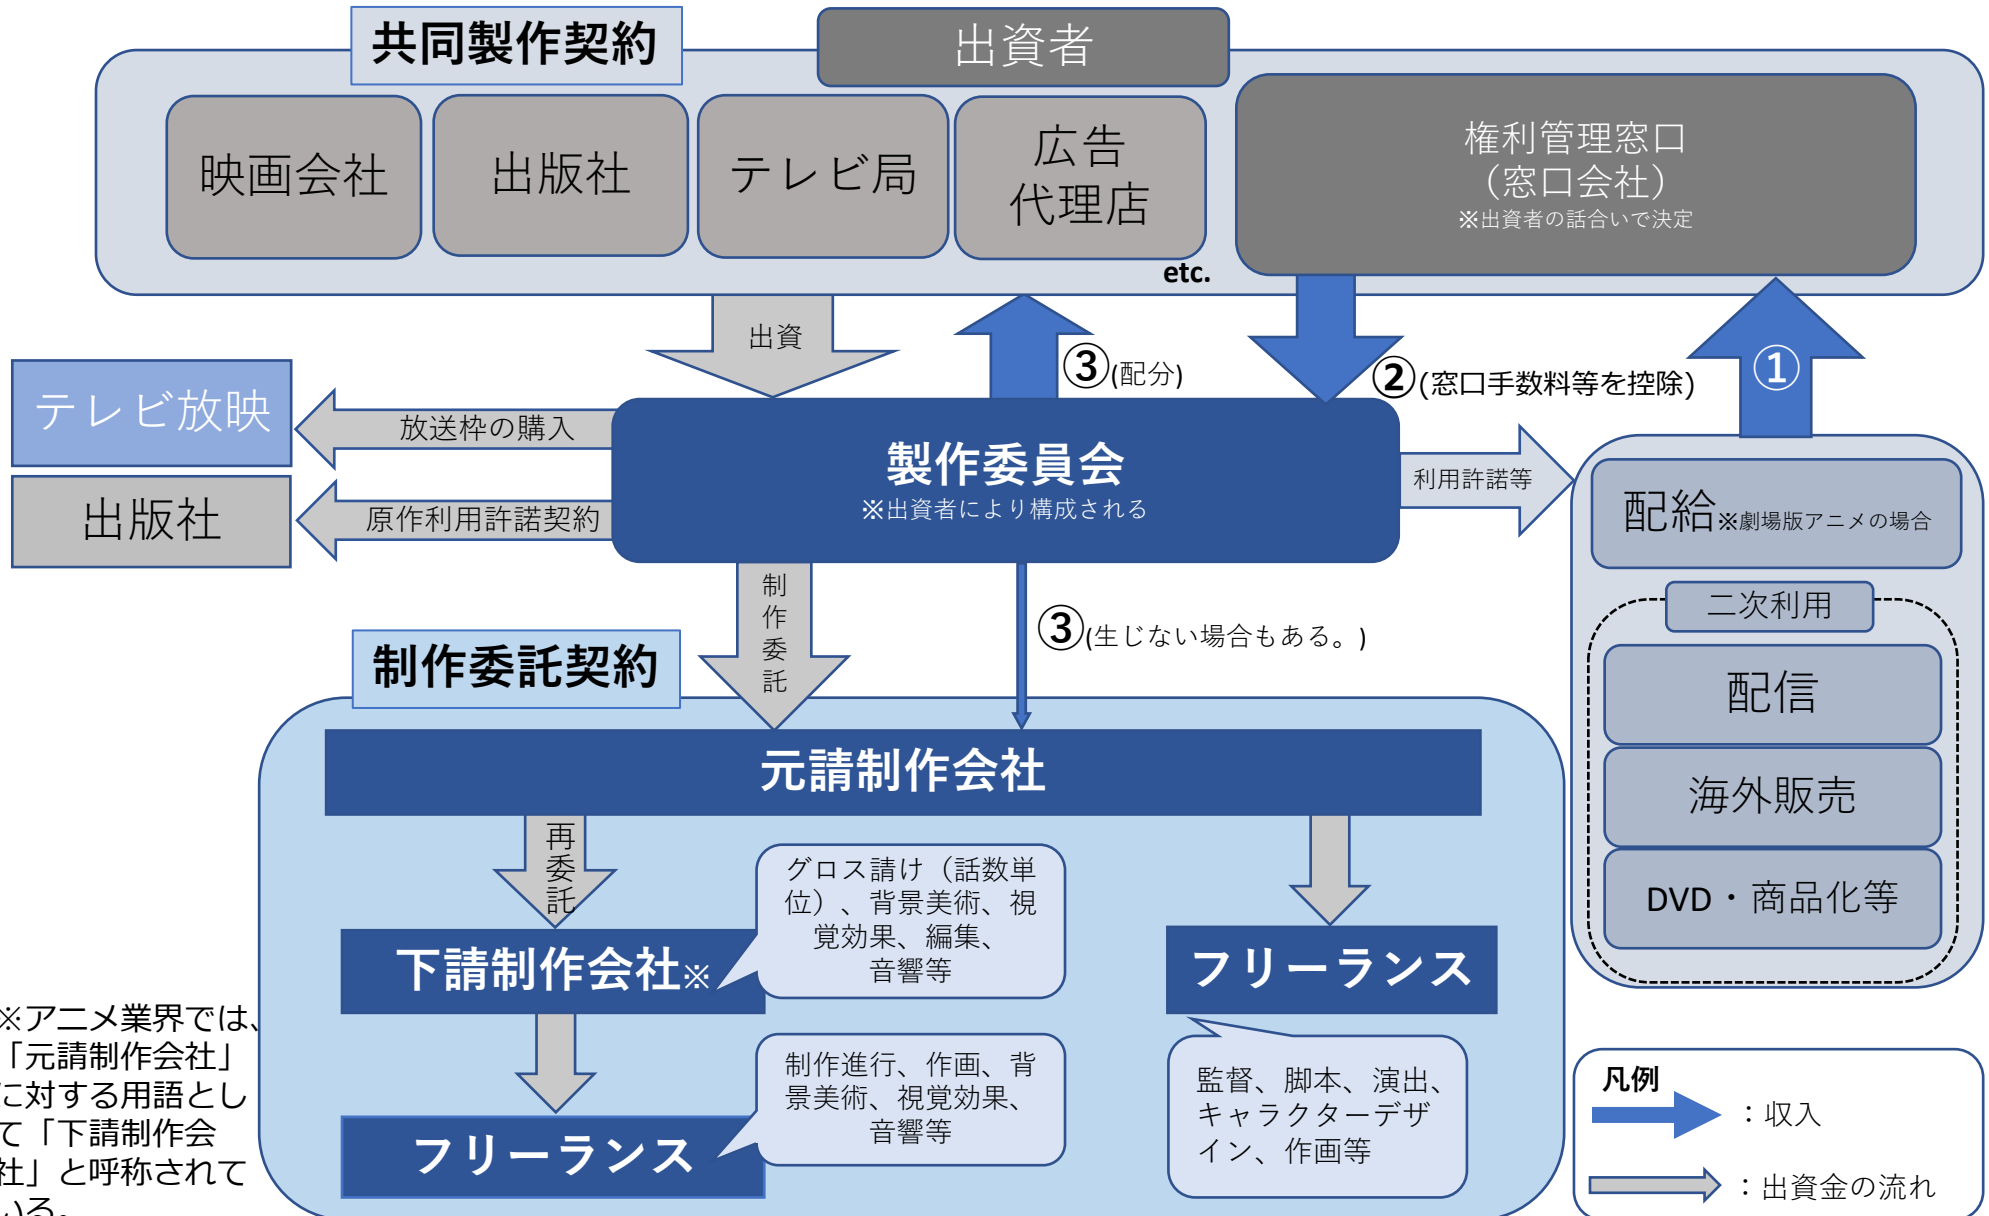 共同製作契約
出資者
映画会社
出版社
テレビ局
広告
代理店
etc.
権利管理窓口
（窓口会社）
※出資者の話合いで決定
出資
③(配分)
②(窓口手数料等を控除)
①
テレビ放映
放送枠の購入
出版社
原作利用許諾契約
製作委員会
※出資者により構成される
利用許諾等
配給※劇場版アニメの場合
二次利用
配信
海外販売
DVD・商品化等
制
作
委
託
③(生じない場合もある。)
制作委託契約
元請制作会社
再
委
託
グロス請け（話数単
位）、背景美術、視
覚効果、編集、
音響等
下請制作会社※
フリーランス
制作進行、作画、背
景美術、視覚効果、
音響等
フリーランス
監督、脚本、演出、
キャラクターデザ
イン、作画等
※アニメ業界では、
「元請制作会社」
に対する用語とし
て「下請制作会
社」と呼称されて
いる。
凡例
：収入
：出資金の流れ